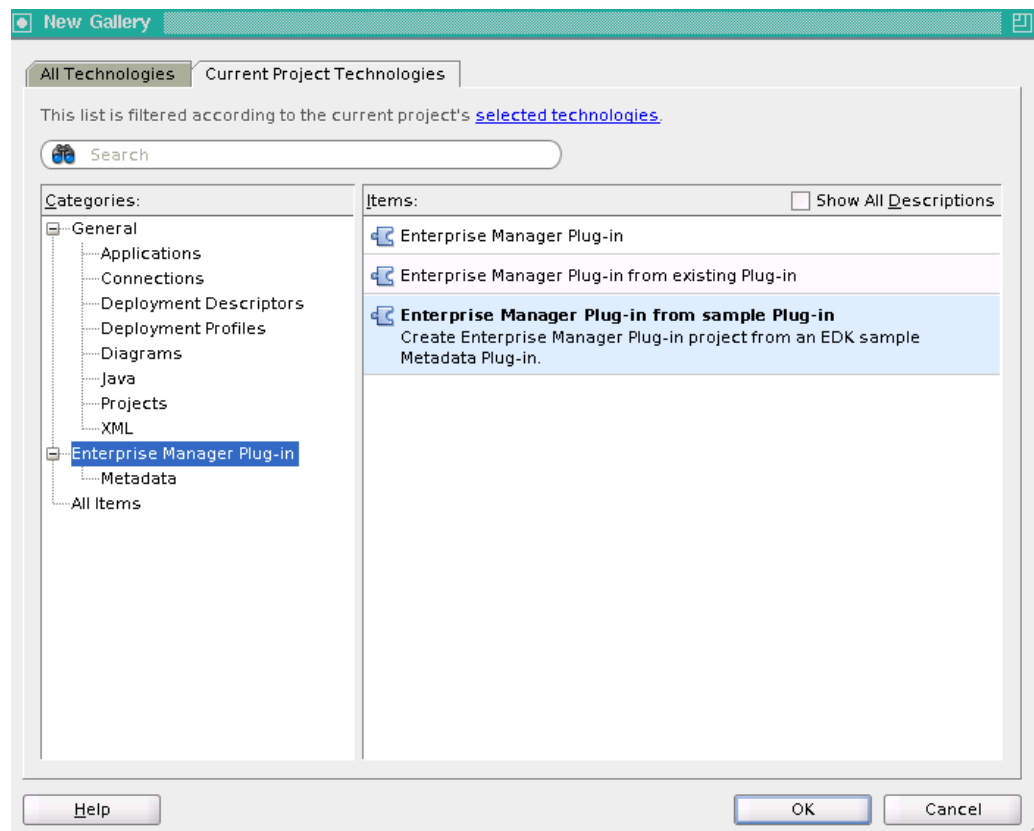 New Gallery
All Technologies
Current Project Technologies
This list is filtered according to the current project's selected technologies.
Search
Categories:
General
Applications
Connections
Deployment Descriptors
Deployment Profiles
Diagrams
Java
Projects
XML
Enterprise Manager Plug-in
Metadata
All Items
Items:
Show All Descriptions
Enterprise Manager Plug-in
Enterprise Manager Plug-in from existing Plug-in
Enterprise Manager Plug-in from sample Plug-in
Create Enterprise Manager Plug-in project from an EDK sample
Metadata Plug-in.
Help
OK
Cancel